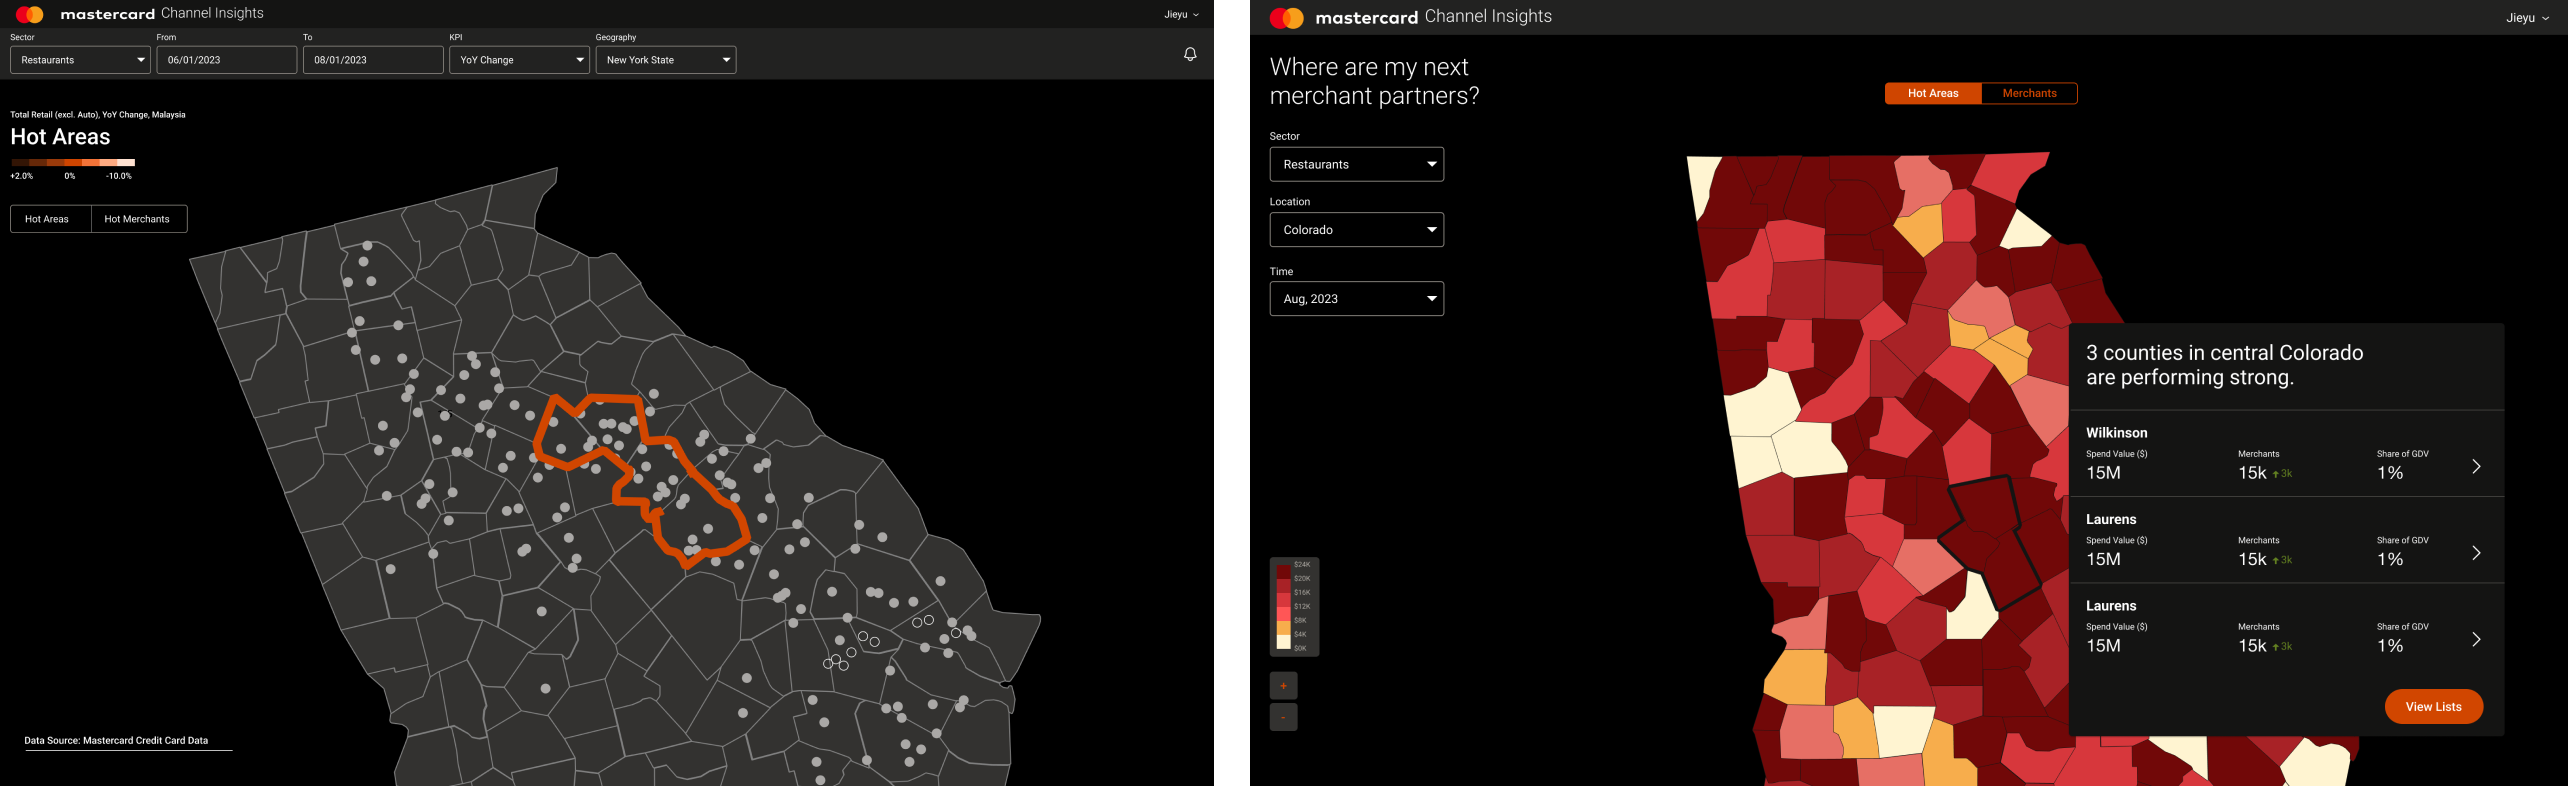 mastercard Channel Insights
Jieyu
Sector
From
To
KPI
Geography
Restaurants
06/01/2023
08/01/2023
YoY Change
New York State
Total Retail (excl. Auto), YoY Change, Malaysia
Hot Areas
+2.0%
0%
-10.0%
Hot Areas
Hot Merchants
Data Source: Mastercard Credit Card Data
mastercard Channel Insights
Jieyu
Where are my next
merchant partners?
Hot Areas
Merchants
Sector
Restaurants
Location
Colorado
Time
Aug, 2023
$24K
$20K
$16K
$12K
$8K
$4K
$0K
+
-
3 counties in central Colorado
are performing strong.
Wilkinson
Spend Value ($)
Merchants
Share of GDV
15M
15k ↑3k
1%
Laurens
Spend Value ($)
Merchants
Share of GDV
15M
15k ↑3k
1%
Laurens
Spend Value ($)
Merchants
Share of GDV
15M
15k ↑3k
1%
View Lists